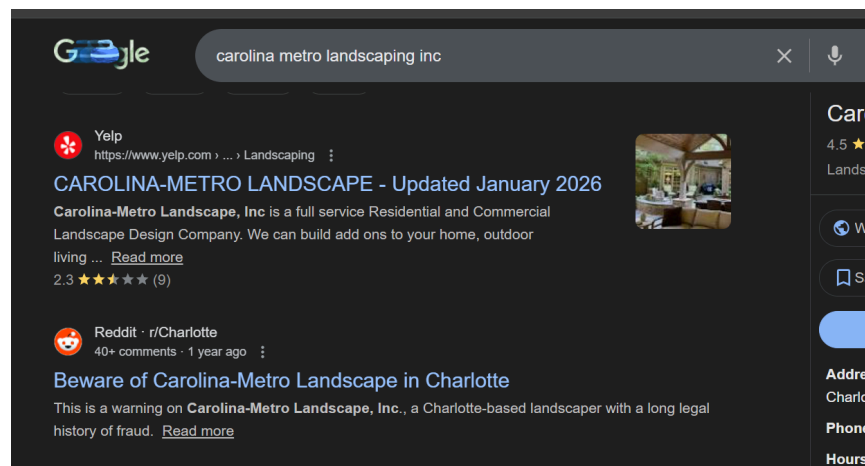 carolina metro landscaping inc
Yelp
https://www.yelp.com › ... › Landscaping
CAROLINA-METRO LANDSCAPE - Updated January 2026
Carolina-Metro Landscape, Inc is a full service Residential and Commercial
Landscape Design Company. We can build add ons to your home, outdoor
living ... Read more
2.3 (9)
Reddit · r/Charlotte
40+ comments · 1 year ago
Beware of Carolina-Metro Landscape in Charlotte
This is a warning on Carolina-Metro Landscape, Inc., a Charlotte-based landscaper with a long legal
history of fraud. Read more
Car
4.5
Lands
W
S
Addre
Charlo
Phone
Hours